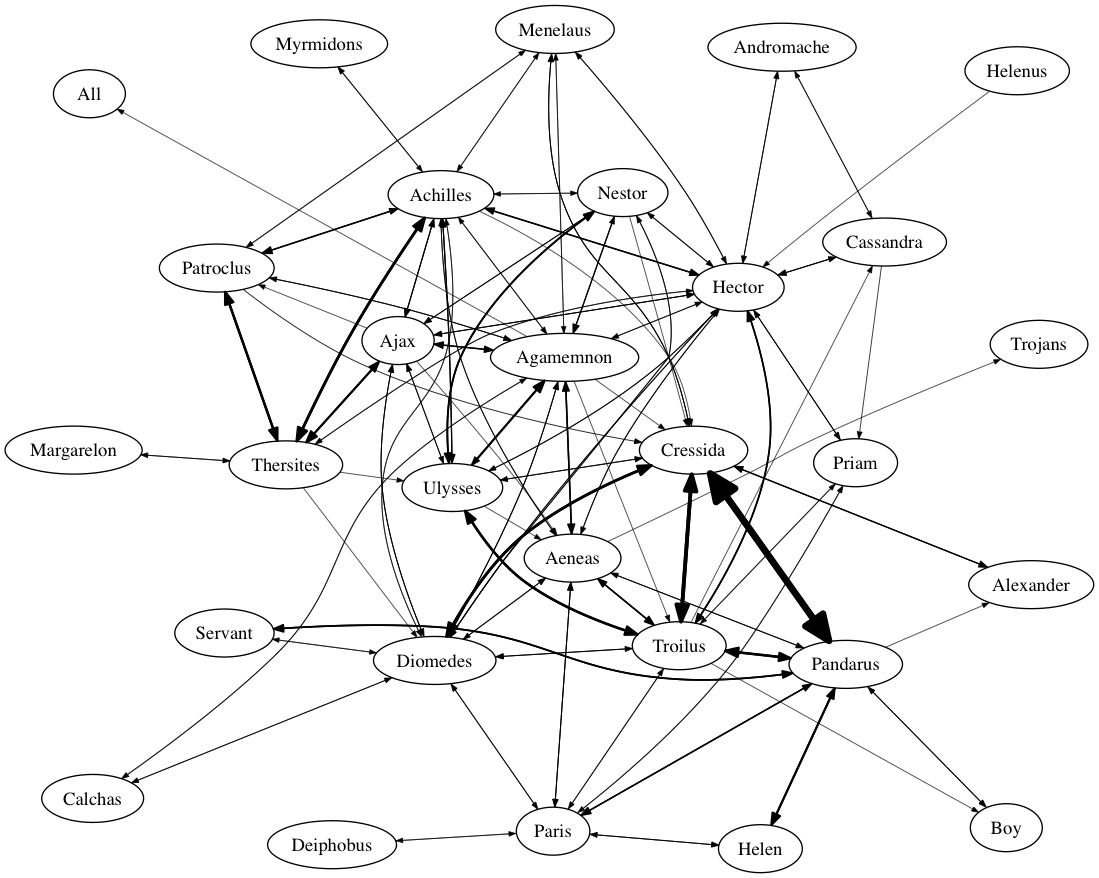 Menelaus
Myrmidons
Andromache
Helenus
All
Achilles
Nestor
Cassandra
Patroclus
Hector
Ajax
Agamemnon
Trojans
Margarelon
Thersites
Cressida
Priam
Ulysses
Aeneas
Alexander
Servant
Diomedes
Troilus
Pandarus
Calchas
Deiphobus
Paris
Helen
Boy